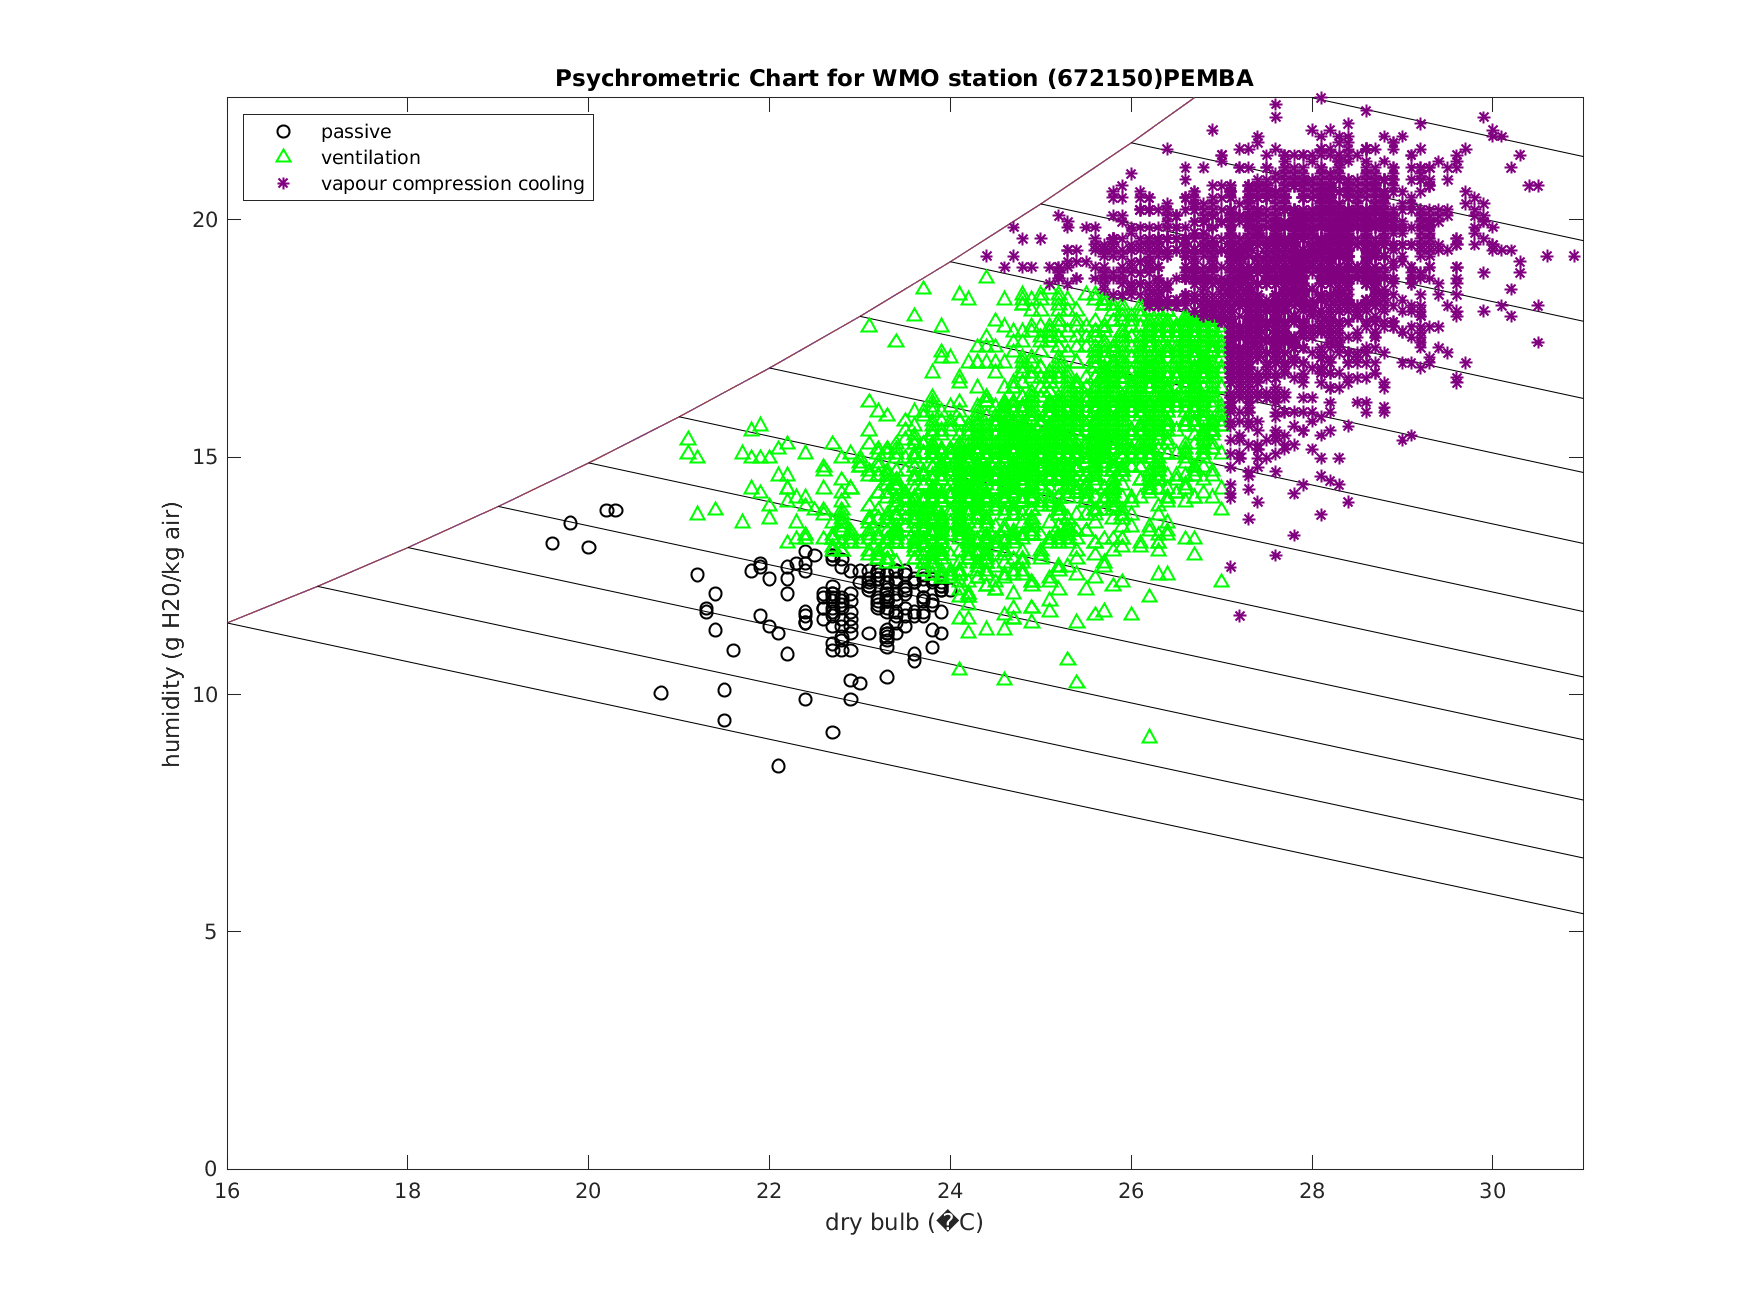 Psychrometric Chart for WMO station (672150)PEMBA
passive
ventilation
vapour compression cooling
humidity (g H20/kg air)
20
15
10
5
0
16 18 20 22 24 26 28 30
dry bulb (�C)